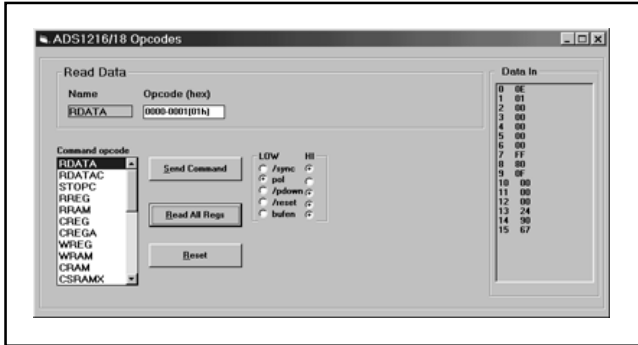 ADS1216/18 Opcodes
Read Data
Name Opcode (hex)
RDATA 0000-0001(01h)
Command opcode
RDATA
RDATAC
STOPC
RREG
RRAM
CREG
CREGA
WREG
WRAM
CRAM
CSRAMX
Send Command
Read All Regs
Reset
LOW HI
/sync
pol
/pdown
/reset
bufen
Data In
0 0E
1 01
2 00
3 00
4 00
5 00
6 00
7 FF
8 80
9 0F
10 00
11 00
12 00
13 24
14 90
15 67